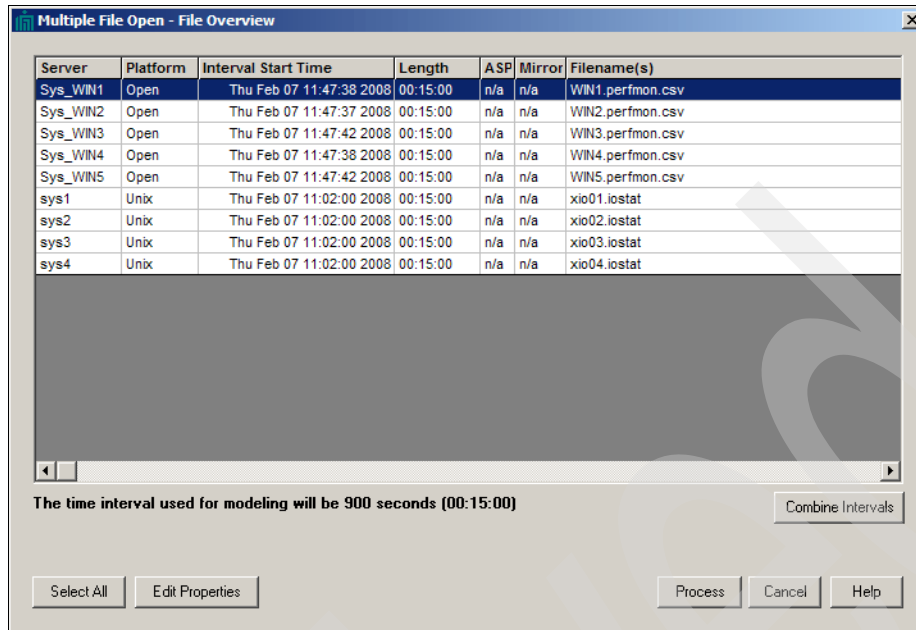 Multiple File Open - File Overview
Server Platform Interval Start Time Length ASP Mirror Filename(s)
Sys_WIN1 Open Thu Feb 07 11:47:38 2008 00:15:00 n/a n/a WIN1.perfmon.csv
Sys_WIN2 Open Thu Feb 07 11:47:37 2008 00:15:00 n/a n/a WIN2.perfmon.csv
Sys_WIN3 Open Thu Feb 07 11:47:42 2008 00:15:00 n/a n/a WIN3.perfmon.csv
Sys_WIN4 Open Thu Feb 07 11:47:38 2008 00:15:00 n/a n/a WIN4.perfmon.csv
Sys_WIN5 Open Thu Feb 07 11:47:42 2008 00:15:00 n/a n/a WIN5.perfmon.csv
sys1 Unix Thu Feb 07 11:02:00 2008 00:15:00 n/a n/a xio01.iostat
sys2 Unix Thu Feb 07 11:02:00 2008 00:15:00 n/a n/a xio02.iostat
sys3 Unix Thu Feb 07 11:02:00 2008 00:15:00 n/a n/a xio03.iostat
sys4 Unix Thu Feb 07 11:02:00 2008 00:15:00 n/a n/a xio04.iostat
The time interval used for modeling will be 900 seconds (00:15:00)
Combine Intervals
Select All Edit Properties Process Cancel Help